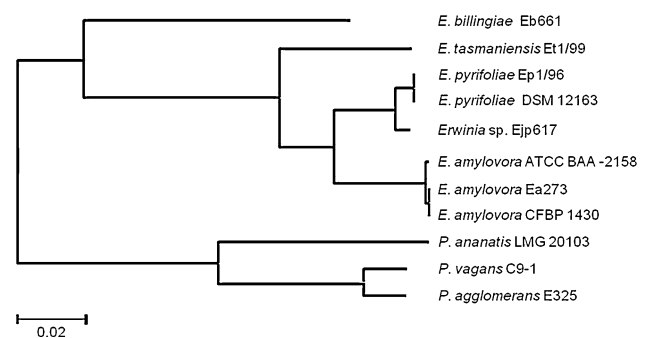 E. billingiae Eb661
E. tasmaniensis Et1/99
E. pyrifoliae Ep1/96
E. pyrifoliae DSM 12163
Erwinia sp. Ejp617
E. amylovora ATCC BAA -2158
E. amylovora Ea273
E. amylovora CFBP 1430
P. ananatis LMG 20103
P. vagans C9-1
P. agglomerans E325
0.02